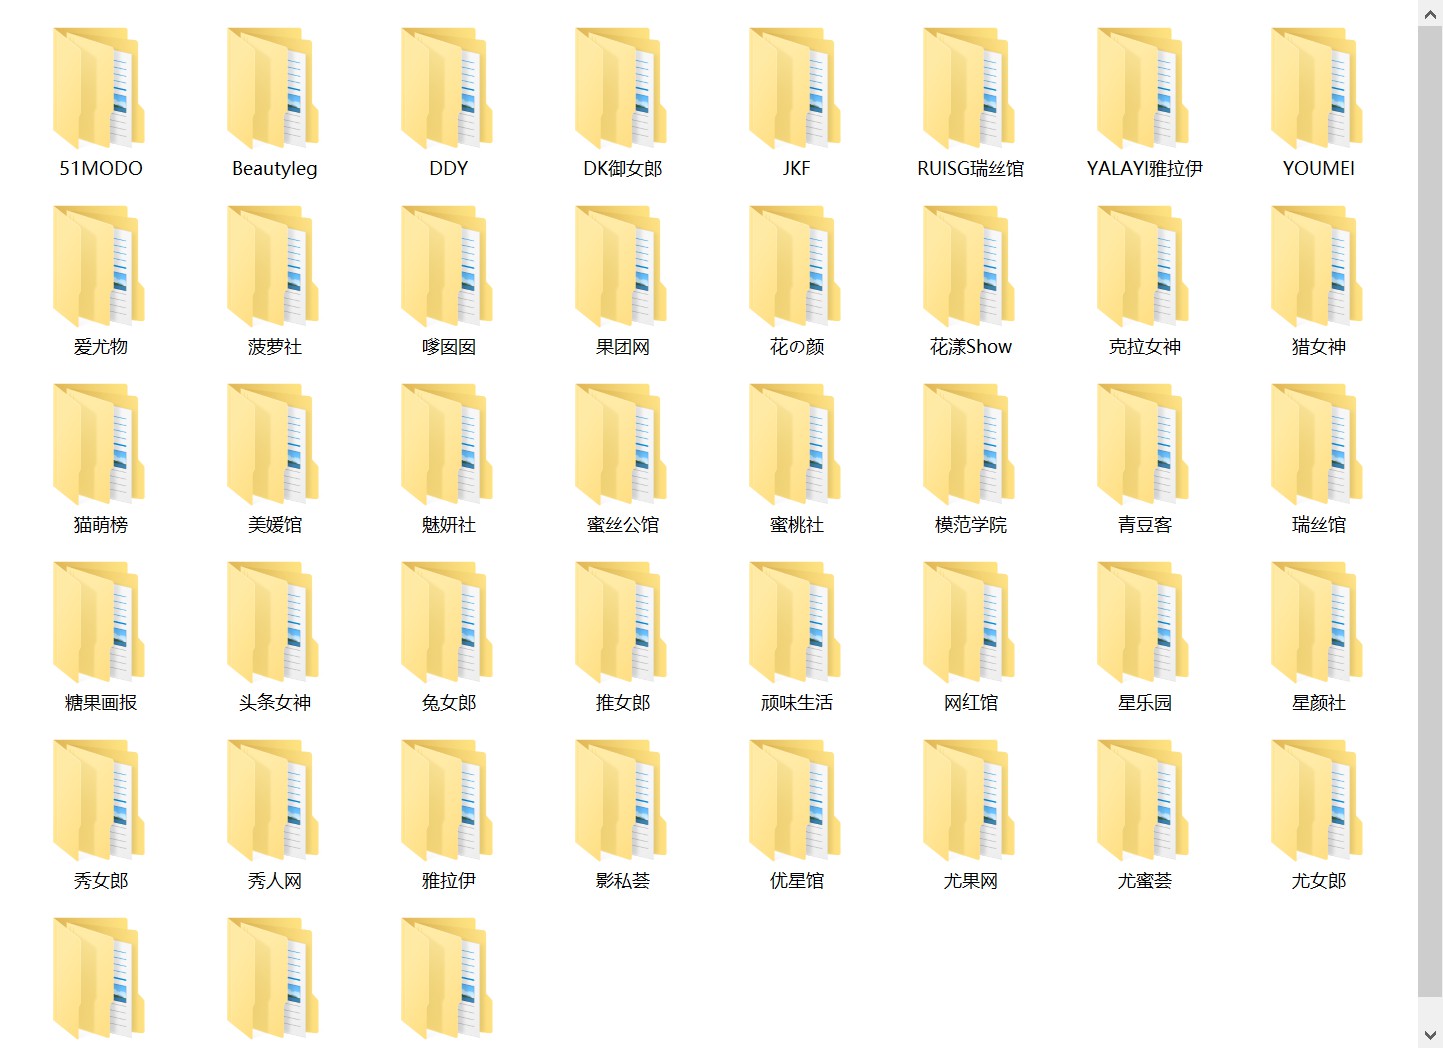 51MODO
Beautyleg
DDY
DK御女郎
JKF
RUISG瑞丝馆
YALAYI雅拉伊
YOUMEI
爱尤物
菠萝社
嗲囡囡
果团网
花の颜
花漾Show
克拉女神
猎女神
猫萌榜
美媛馆
魅妍社
蜜丝公馆
蜜桃社
模范学院
青豆客
瑞丝馆
糖果画报
头条女神
兔女郎
推女郎
顽味生活
网红馆
星乐园
星颜社
秀女郎
秀人网
雅拉伊
影私荟
优星馆
尤果网
尤蜜荟
尤女郎